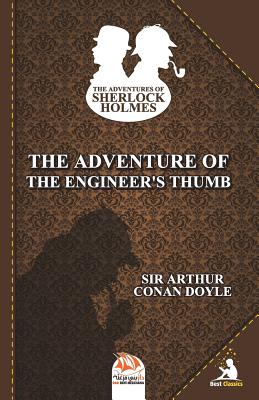 THE ADVENTURES OF
SHERLOCK
HOLMES
THE ADVENTURE OF
THE ENGINEER'S THUMB
SIR ARTHUR
CONAN DOYLE
Best Classics